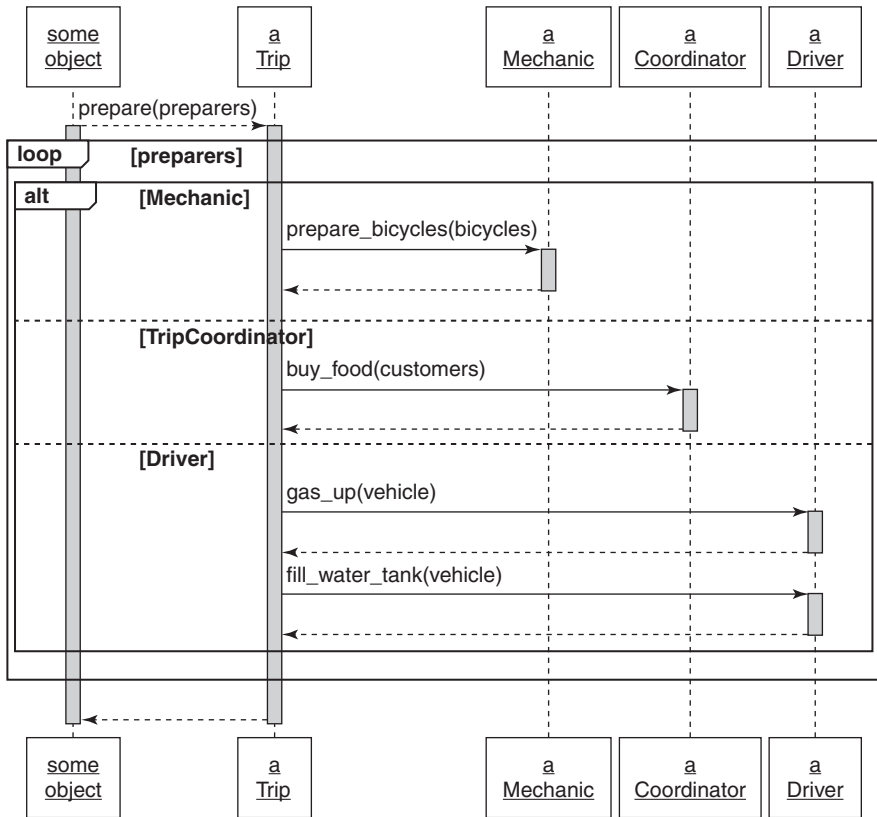 some
object
a
Trip
a
Mechanic
a
Coordinator
a
Driver
prepare(preparers)
loop
[preparers]
alt
[Mechanic]
prepare_bicycles(bicycles)
[TripCoordinator]
buy_food(customers)
[Driver]
gas_up(vehicle)
fill_water_tank(vehicle)
some
object
a
Trip
a
Mechanic
a
Coordinator
a
Driver